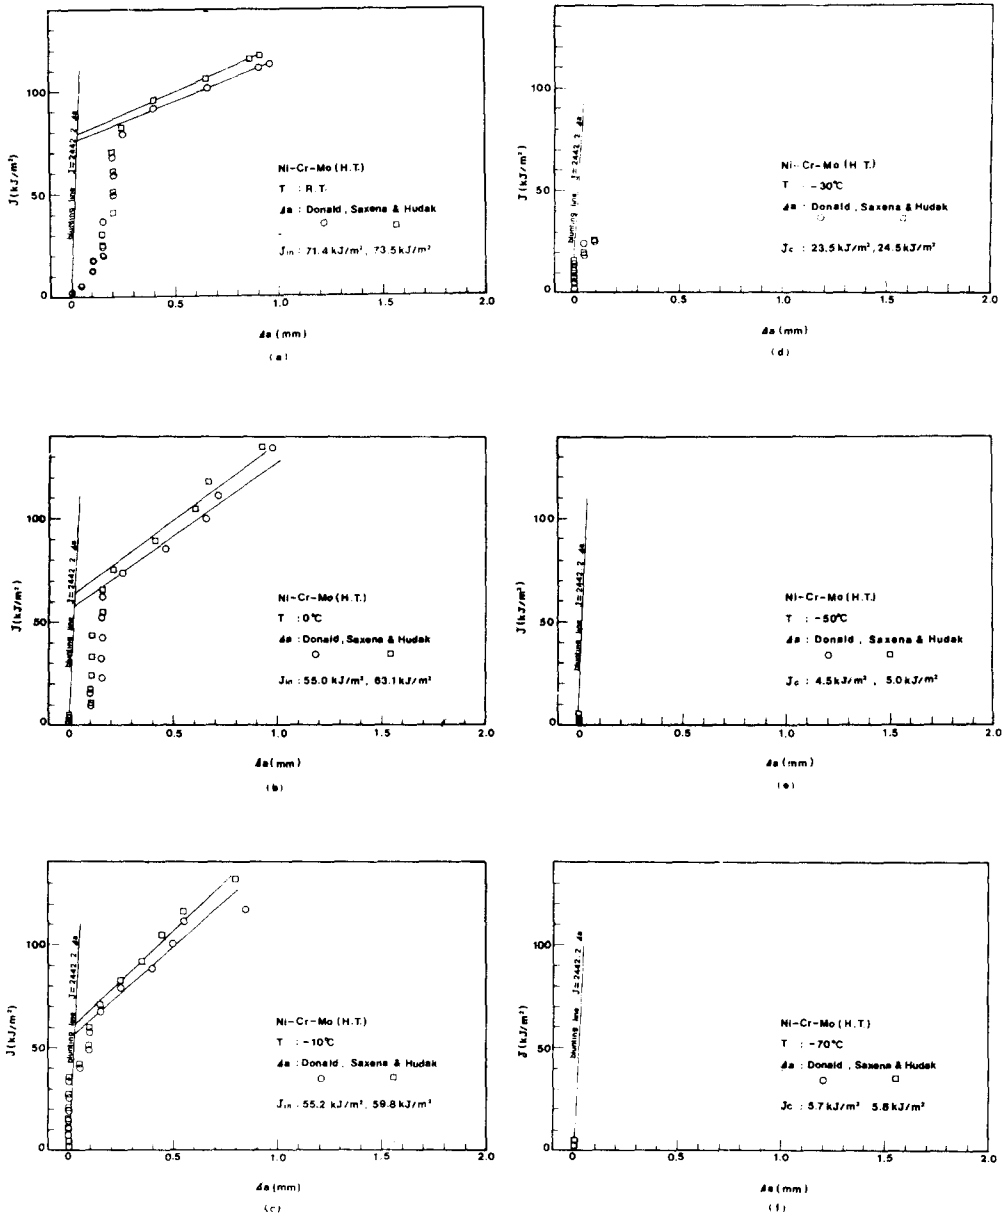 J(kJ/m²)
100
50
0
blunting line J=2442.2 Δa
Ni-Cr-Mo(H.T.)
T : R.T.
Δa : Donald, Saxena & Hudak
○ □
Jin : 71.4 kJ/m², 73.5 kJ/m²
0 0.5 1.0 1.5 2.0
Δa(mm)
(a)
J(kJ/m²)
100
50
0
blunting line J=2442.2 Δa
Ni-Cr-Mo(H.T.)
T : -30℃
Δa : Donald, Saxena & Hudak
○ ○
Jc : 23.5 kJ/m², 24.5 kJ/m²
0 0.5 1.0 1.5 2.0
Δa(mm)
(d)
J(kJ/m²)
100
50
0
blunting line J=2442.2 Δa
Ni-Cr-Mo(H.T.)
T : 0℃
Δa : Donald, Saxena & Hudak
○ □
Jin : 55.0 kJ/m², 63.1 kJ/m²
0 0.5 1.0 1.5 2.0
Δa(mm)
(b)
J(kJ/m²)
100
50
0
blunting line J=2442.2 Δa
Ni-Cr-Mo(H.T.)
T : -50℃
Δa : Donald, Saxena & Hudak
○ □
Jc : 4.5 kJ/m² , 5.0 kJ/m²
0 0.5 1.0 1.5 2.0
Δa(mm)
(e)
J(kJ/m²)
100
50
0
blunting line J=2442.2 Δa
Ni-Cr-Mo(H.T.)
T : -10℃
Δa : Donald, Saxena & Hudak
○ □
Jin : 55.2 kJ/m², 59.8 kJ/m²
0 0.5 1.0 1.5 2.0
Δa(mm)
(c)
J(kJ/m²)
100
50
0
blunting line J=2442.2 Δa
Ni-Cr-Mo(H.T.)
T : -70℃
Δa : Donald, Saxena & Hudak
○ □
Jc : 5.7 kJ/m² 5.8 kJ/m²
0 0.5 1.0 1.5 2.0
Δa(mm)
(f)